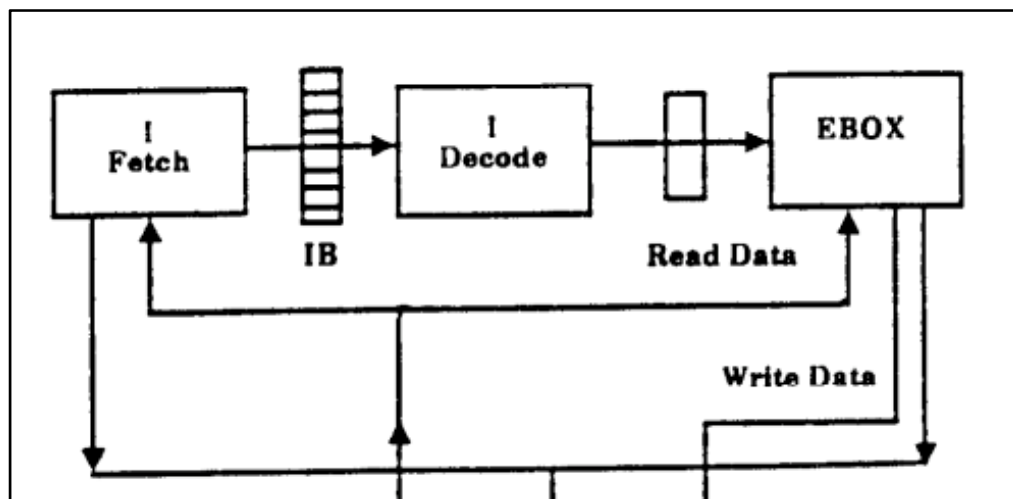 I
Fetch
I
Decode
EBOX
IB
Read Data
Write Data